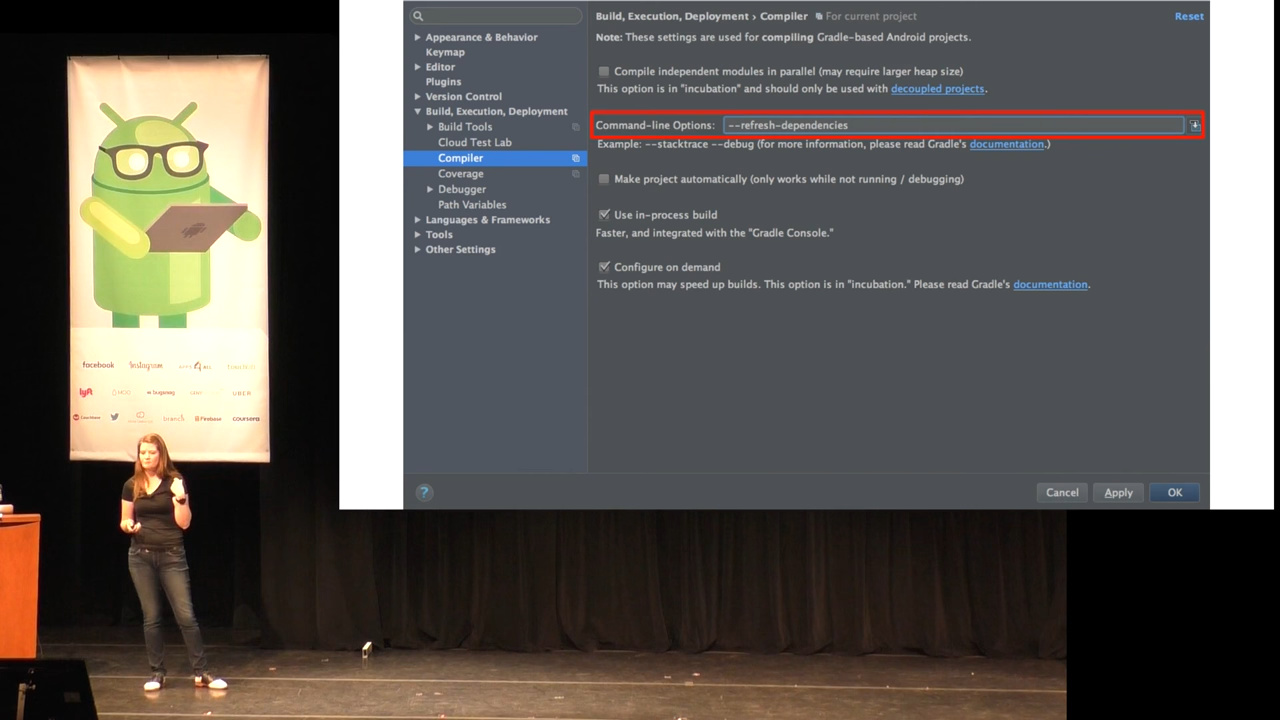 Build, Execution, Deployment › Compiler For current project Reset
Note: These settings are used for compiling Gradle-based Android projects.
Appearance & Behavior
Keymap
Editor
Plugins
Version Control
Build, Execution, Deployment
Build Tools
Cloud Test Lab
Compiler
Coverage
Debugger
Path Variables
Languages & Frameworks
Tools
Other Settings
Compile independent modules in parallel (may require larger heap size)
This option is in "incubation" and should only be used with decoupled projects.
Command-line Options: --refresh-dependencies
Example: --stacktrace --debug (for more information, please read Gradle's documentation.)
Make project automatically (only works while not running / debugging)
Use in-process build
Faster, and integrated with the "Gradle Console."
Configure on demand
This option may speed up builds. This option is in "incubation." Please read Gradle's documentation.
?
Cancel Apply OK
facebook Instagram
lyft bugsnag UBER
branch Firebase coursera